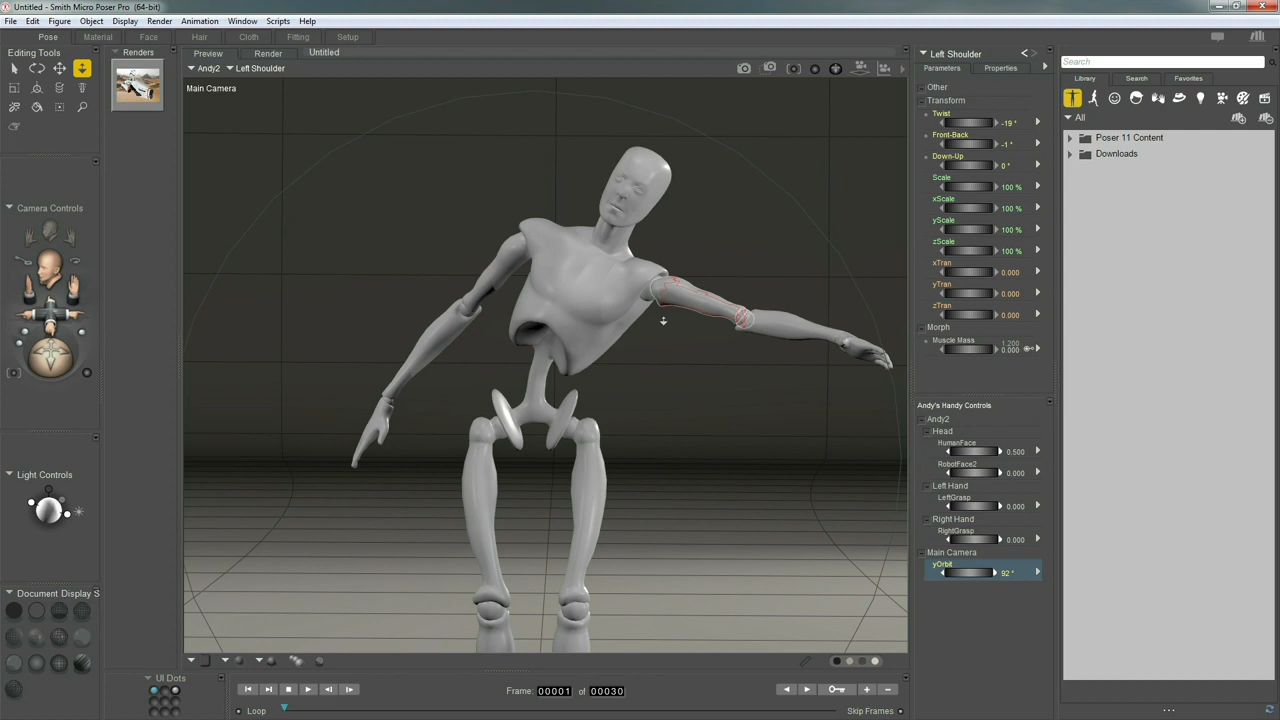 Untitled - Smith Micro Poser Pro (64-bit)
File Edit Figure Object Display Render Animation Window Scripts Help
Pose Material Face Hair Cloth Fitting Setup
Editing Tools
Renders
Preview Render Untitled
Andy2 Left Shoulder
Main Camera
Camera Controls
Light Controls
Document Display S
UI Dots
Loop
Frame: 00001 of 00030
Skip Frames
Left Shoulder
Parameters Properties
Other
Transform
Twist
-19 °
Front-Back
-1 °
Down-Up
0 °
Scale
100 %
xScale
100 %
yScale
100 %
zScale
100 %
xTran
0.000
yTran
0.000
zTran
0.000
Morph
Muscle Mass
1.200
0.000
Andy's Handy Controls
Andy2
Head
HumanFace
0.500
RobotFace2
0.000
Left Hand
LeftGrasp
0.000
Right Hand
RightGrasp
0.000
Main Camera
yOrbit
92 °
Search
Library Search Favorites
All
Poser 11 Content
Downloads